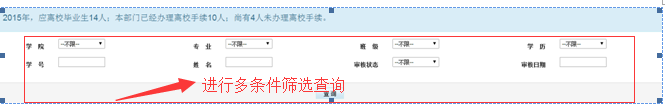 2015年，应离校毕业生14人；本部门已经办理离校手续10人；尚有4人未办理离校手续。
学 院 --不限-- 专 业 --不限-- 班 级 --不限-- 学 历 --不限--
学 号 姓 名 审核状态 --不限-- 审核日期
进行多条件筛选查询
查 询